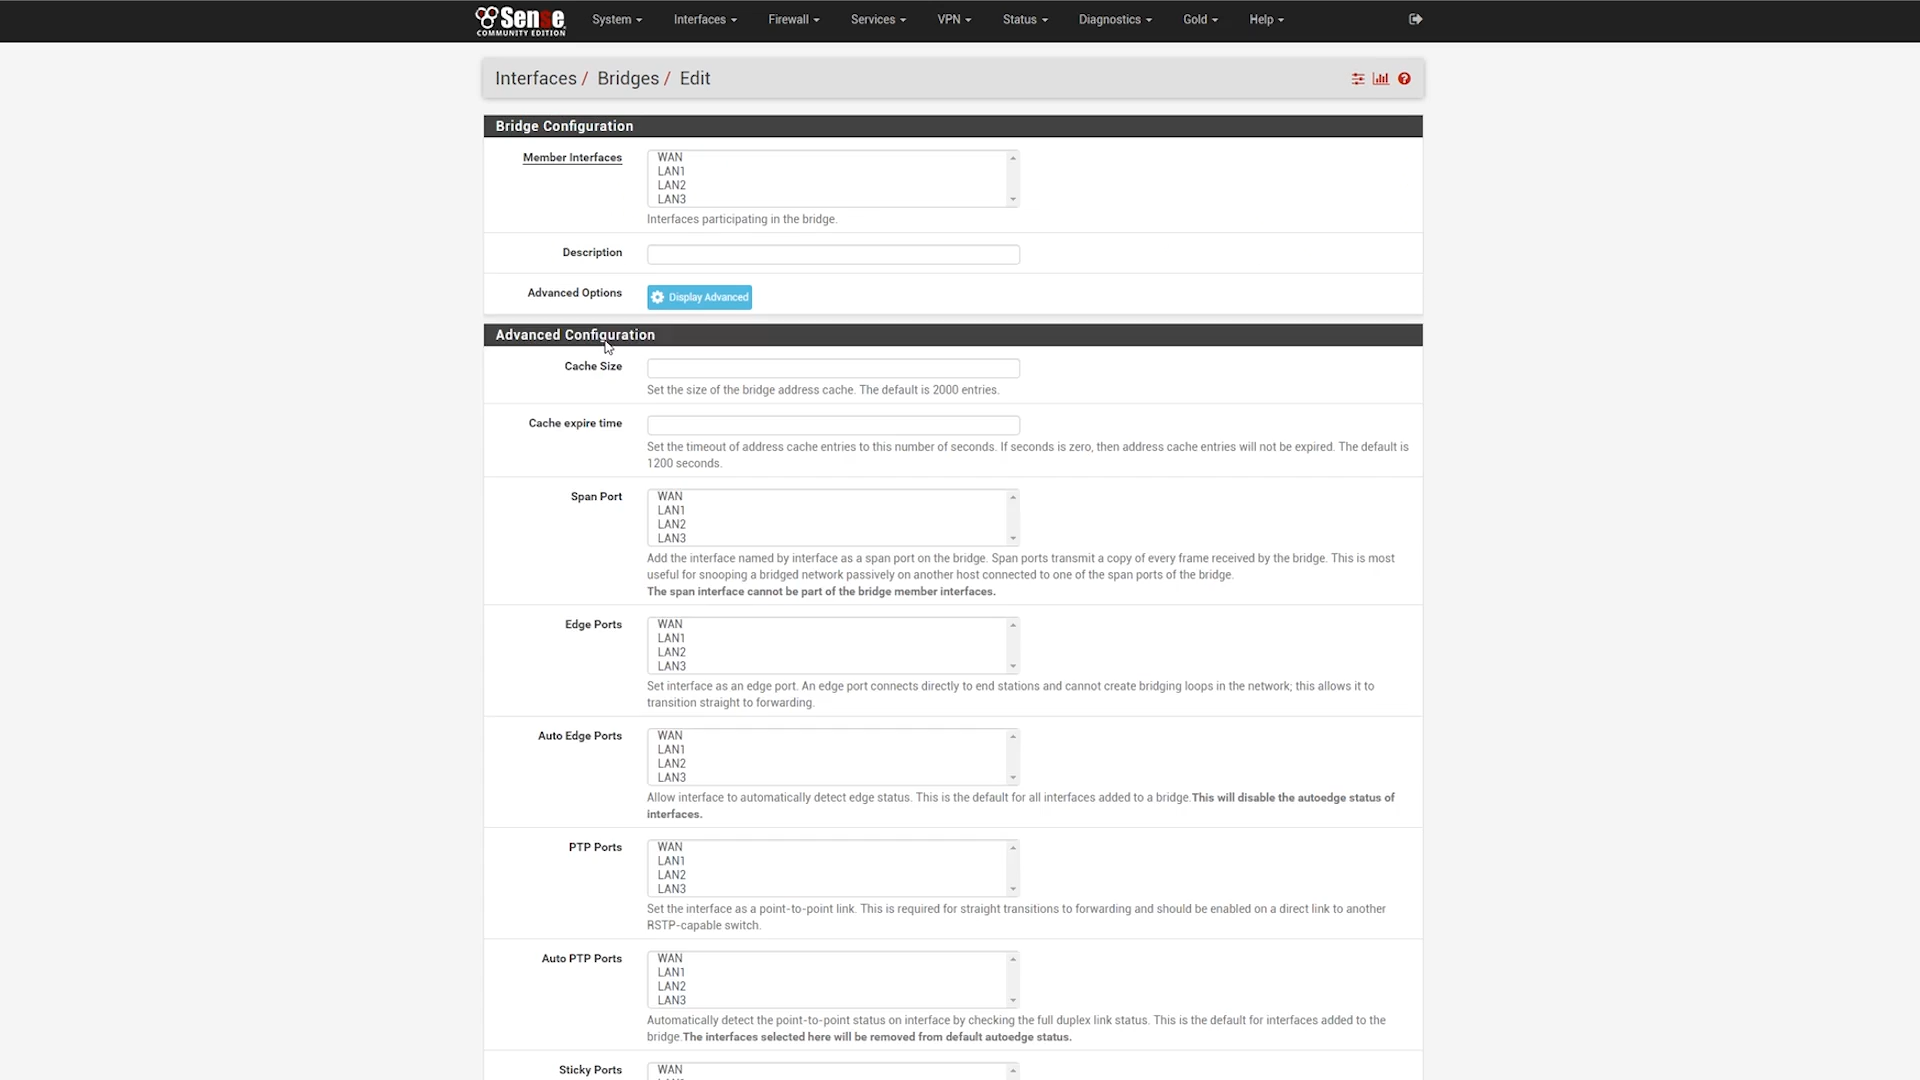 Sense
COMMUNITY EDITION
System
Interfaces
Firewall
Services
VPN
Status
Diagnostics
Gold
Help
Interfaces / Bridges / Edit
Bridge Configuration
Member Interfaces
WAN
LAN1
LAN2
LAN3
Interfaces participating in the bridge.
Description
Advanced Options
Display Advanced
Advanced Configuration
Cache Size
Set the size of the bridge address cache. The default is 2000 entries.
Cache expire time
Set the timeout of address cache entries to this number of seconds. If seconds is zero, then address cache entries will not be expired. The default is
1200 seconds.
Span Port
WAN
LAN1
LAN2
LAN3
Add the interface named by interface as a span port on the bridge. Span ports transmit a copy of every frame received by the bridge. This is most
useful for snooping a bridged network passively on another host connected to one of the span ports of the bridge.
The span interface cannot be part of the bridge member interfaces.
Edge Ports
WAN
LAN1
LAN2
LAN3
Set interface as an edge port. An edge port connects directly to end stations and cannot create bridging loops in the network; this allows it to
transition straight to forwarding.
Auto Edge Ports
WAN
LAN1
LAN2
LAN3
Allow interface to automatically detect edge status. This is the default for all interfaces added to a bridge.This will disable the autoedge status of
interfaces.
PTP Ports
WAN
LAN1
LAN2
LAN3
Set the interface as a point-to-point link. This is required for straight transitions to forwarding and should be enabled on a direct link to another
RSTP-capable switch.
Auto PTP Ports
WAN
LAN1
LAN2
LAN3
Automatically detect the point-to-point status on interface by checking the full duplex link status. This is the default for interfaces added to the
bridge.The interfaces selected here will be removed from default autoedge status.
Sticky Ports
WAN